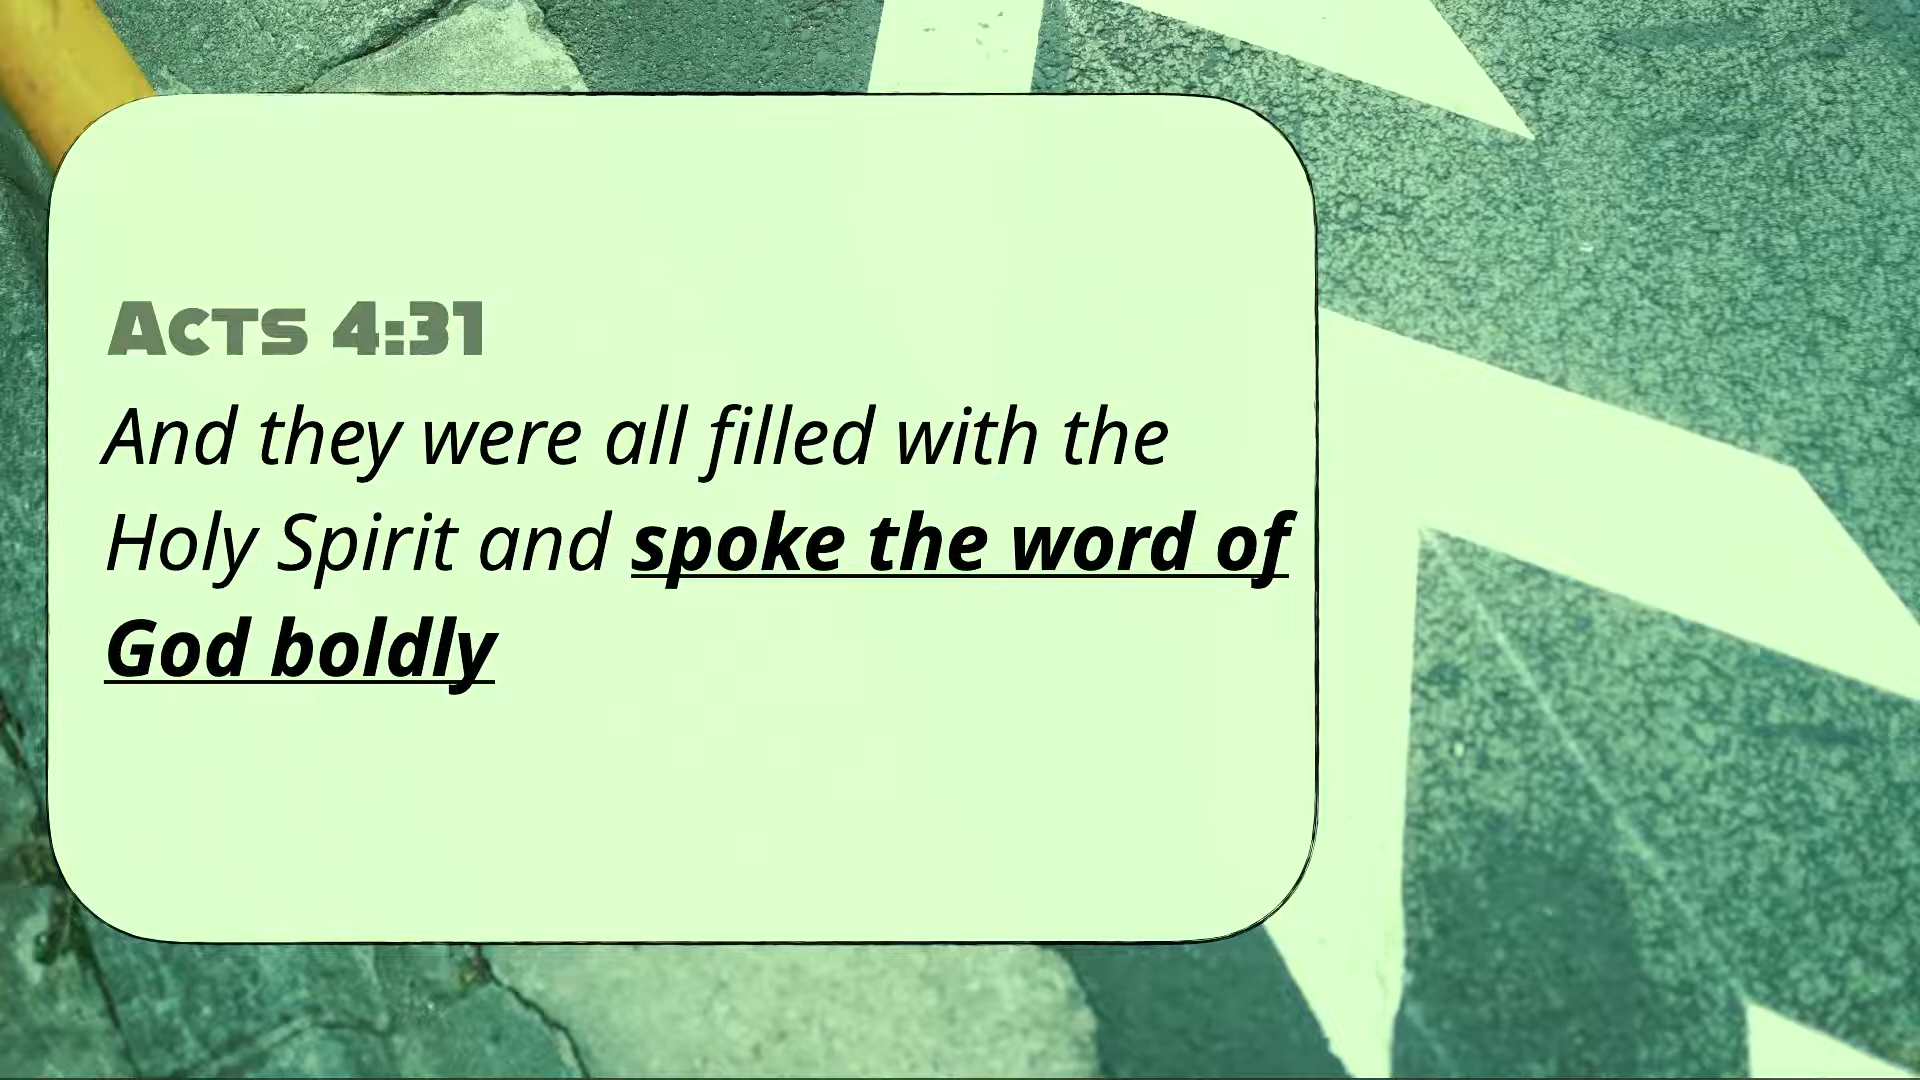 Acts 4:31
And they were all filled with the
Holy Spirit and spoke the word of
God boldly